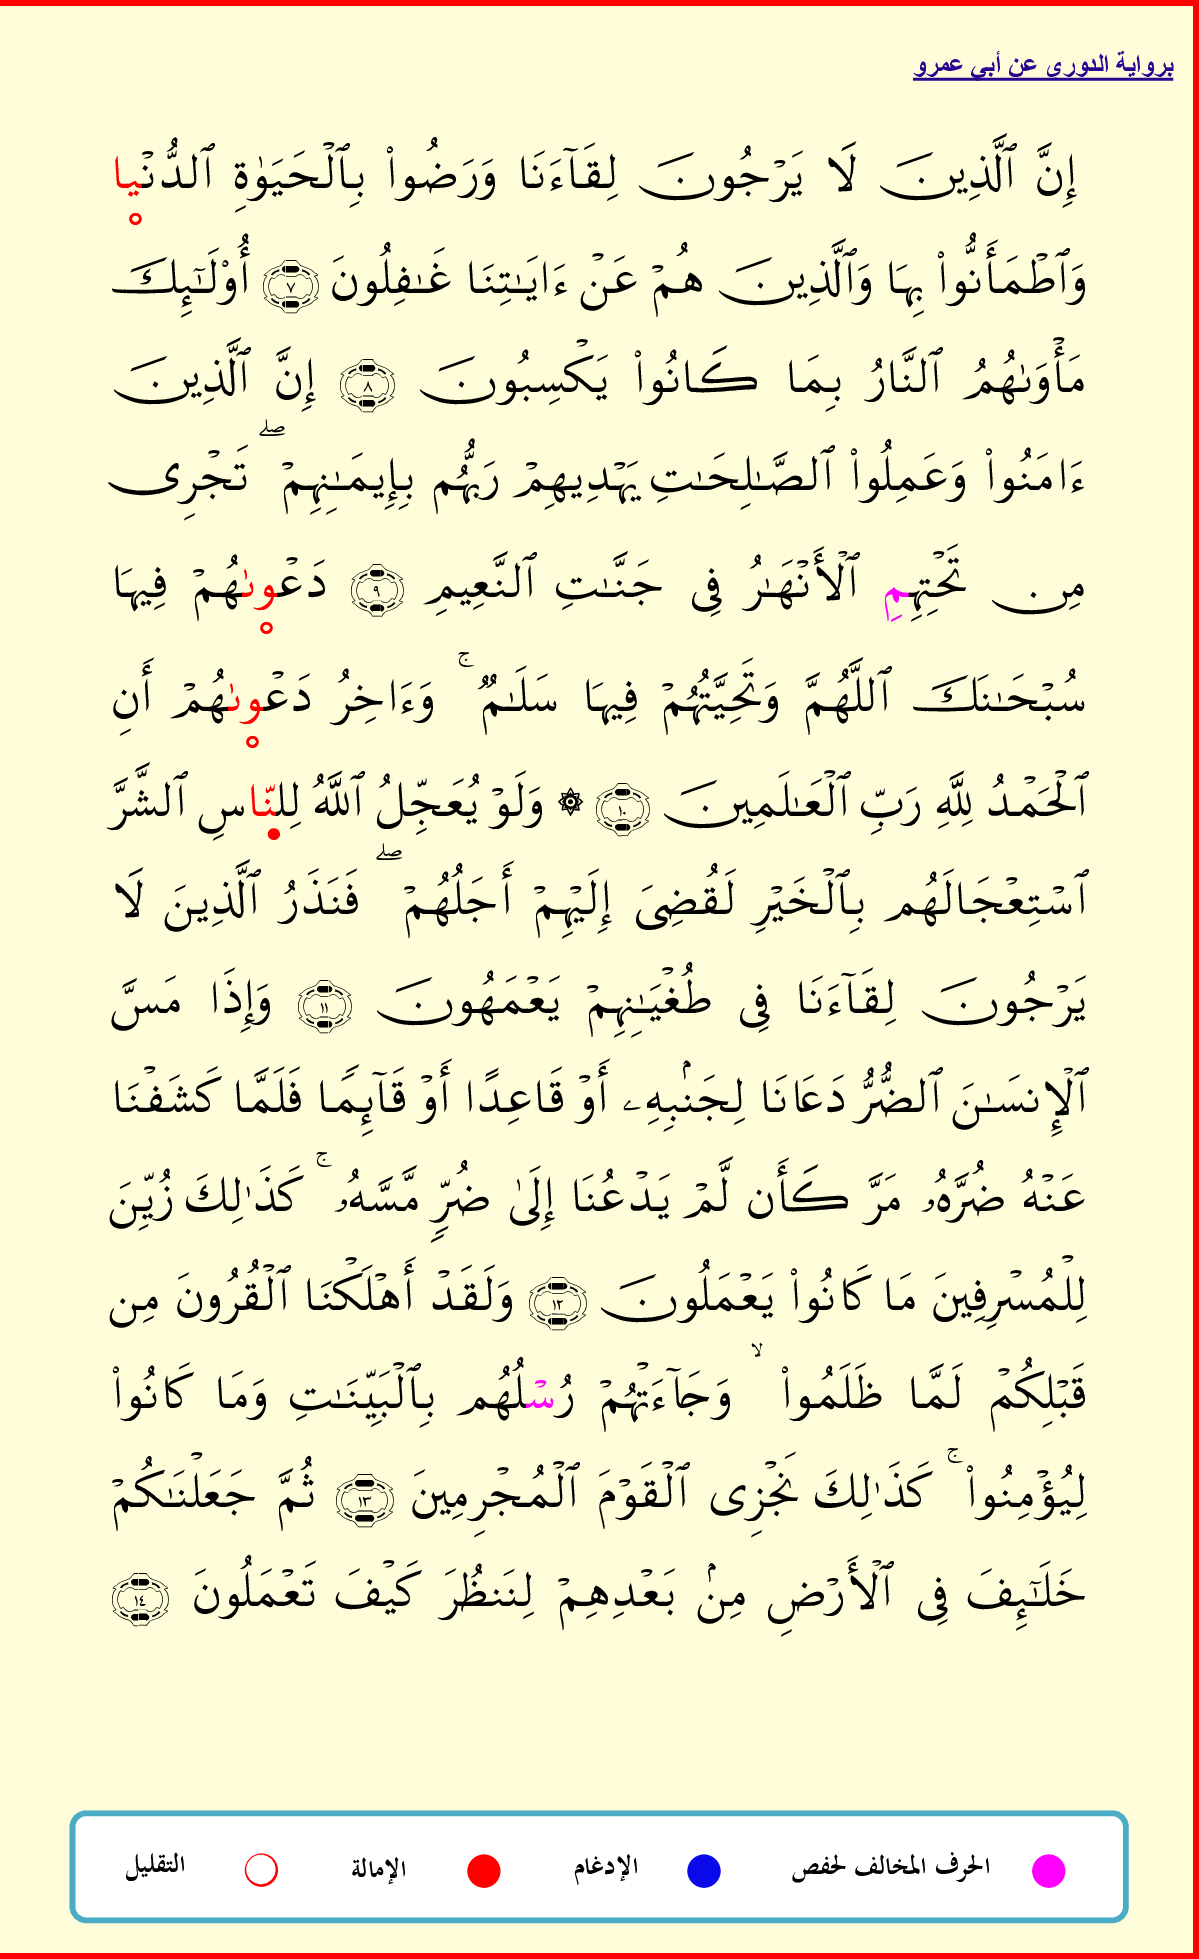 برواية الدوري عن أبي عمرو
إِنَّ ٱلَّذِينَ لَا يَرْجُونَ لِقَآءَنَا وَرَضُوا۟ بِٱلْحَيَوٰةِ ٱلدُّنْيا
وَٱطْمَأَنُّوا۟ بِهَا وَٱلَّذِينَ هُمْ عَنْ ءَايَـٰتِنَا غَـٰفِلُونَ ٧ أُو۟لَـٰٓئِكَ
مَأْوَىٰهُمُ ٱلنَّارُ بِمَا كَانُوا۟ يَكْسِبُونَ ٨ إِنَّ ٱلَّذِينَ
ءَامَنُوا۟ وَعَمِلُوا۟ ٱلصَّـٰلِحَـٰتِ يَهْدِيهِمْ رَبُّهُم بِإِيمَـٰنِهِمْ ۖ تَجْرِى
مِن تَحْتِهِمِ ٱلْأَنْهَـٰرُ فِى جَنَّـٰتِ ٱلنَّعِيمِ ٩ دَعْوىٰهُمْ فِيهَا
سُبْحَـٰنَكَ ٱللَّهُمَّ وَتَحِيَّتُهُمْ فِيهَا سَلَـٰمٌ ۚ وَءَاخِرُ دَعْوىٰهُمْ أَنِ
ٱلْحَمْدُ لِلَّهِ رَبِّ ٱلْعَـٰلَمِينَ ١٠ ۞ وَلَوْ يُعَجِّلُ ٱللَّهُ لِلنّاسِ ٱلشَّرَّ
ٱسْتِعْجَالَهُم بِٱلْخَيْرِ لَقُضِىَ إِلَيْهِمْ أَجَلُهُمْ ۖ فَنَذَرُ ٱلَّذِينَ لَا
يَرْجُونَ لِقَآءَنَا فِى طُغْيَـٰنِهِمْ يَعْمَهُونَ ١١ وَإِذَا مَسَّ
ٱلْإِنسَـٰنَ ٱلضُّرُّ دَعَانَا لِجَنۢبِهِۦ أَوْ قَاعِدًا أَوْ قَآئِمًا فَلَمَّا كَشَفْنَا
عَنْهُ ضُرَّهُۥ مَرَّ كَأَن لَّمْ يَدْعُنَا إِلَىٰ ضُرٍّ مَّسَّهُۥ ۚ كَذَٰلِكَ زُيِّنَ
لِلْمُسْرِفِينَ مَا كَانُوا۟ يَعْمَلُونَ ١٢ وَلَقَدْ أَهْلَكْنَا ٱلْقُرُونَ مِن
قَبْلِكُمْ لَمَّا ظَلَمُوا۟ ۙ وَجَآءَتْهُمْ رُسْلُهُم بِٱلْبَيِّنَـٰتِ وَمَا كَانُوا۟
لِيُؤْمِنُوا۟ ۚ كَذَٰلِكَ نَجْزِى ٱلْقَوْمَ ٱلْمُجْرِمِينَ ١٣ ثُمَّ جَعَلْنَـٰكُمْ
خَلَـٰٓئِفَ فِى ٱلْأَرْضِ مِنۢ بَعْدِهِمْ لِنَنظُرَ كَيْفَ تَعْمَلُونَ ١٤
الحرف المخالف لحفص الإدغام الإمالة التقليل